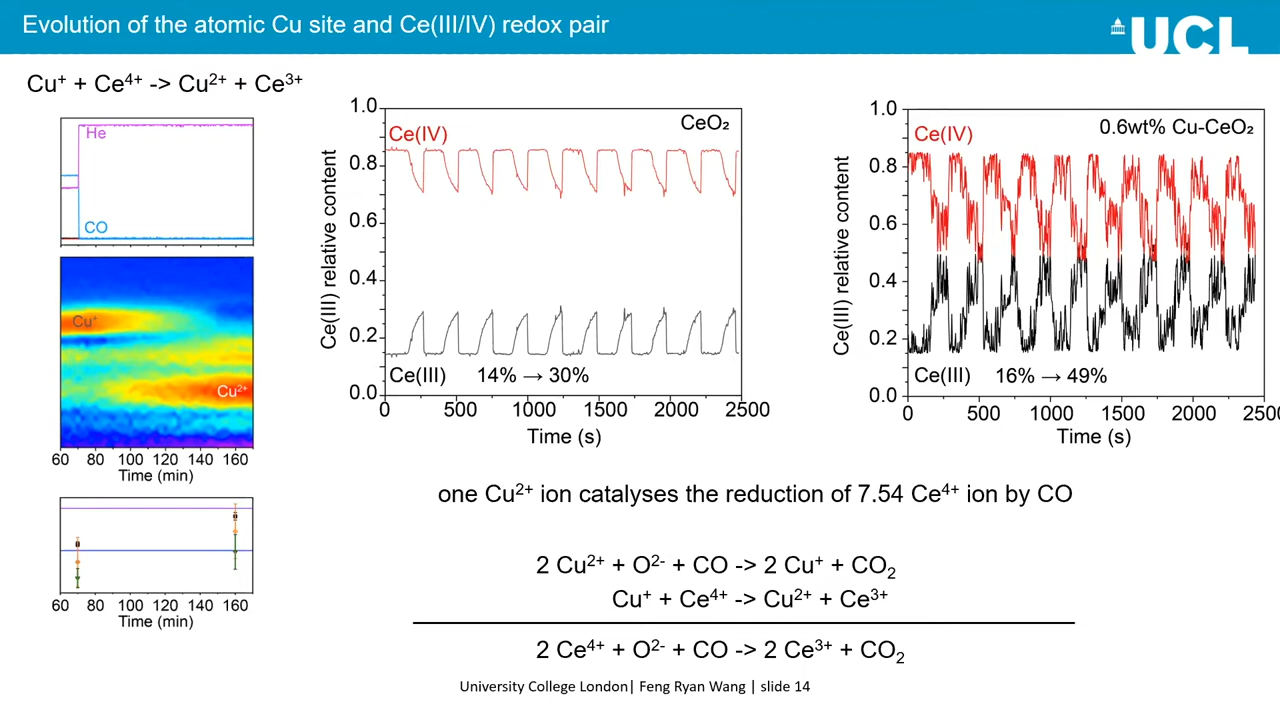 Evolution of the atomic Cu site and Ce(III/IV) redox pair
UCL
Cu⁺ + Ce⁴⁺ -> Cu²⁺ + Ce³⁺
He
CO
Cu⁺
Cu²⁺
60 80 100 120 140 160
Time (min)
60 80 100 120 140 160
Time (min)
Ce(III) relative content
1.0
0.8
0.6
0.4
0.2
0.0
Ce(IV)
CeO₂
Ce(III) 14% → 30%
0 500 1000 1500 2000 2500
Time (s)
Ce(III) relative content
1.0
0.8
0.6
0.4
0.2
0.0
Ce(IV)
0.6wt% Cu-CeO₂
Ce(III) 16% → 49%
0 500 1000 1500 2000 2500
Time (s)
one Cu²⁺ ion catalyses the reduction of 7.54 Ce⁴⁺ ion by CO
2 Cu²⁺ + O²⁻ + CO -> 2 Cu⁺ + CO₂
Cu⁺ + Ce⁴⁺ -> Cu²⁺ + Ce³⁺
2 Ce⁴⁺ + O²⁻ + CO -> 2 Ce³⁺ + CO₂
University College London| Feng Ryan Wang | slide 14